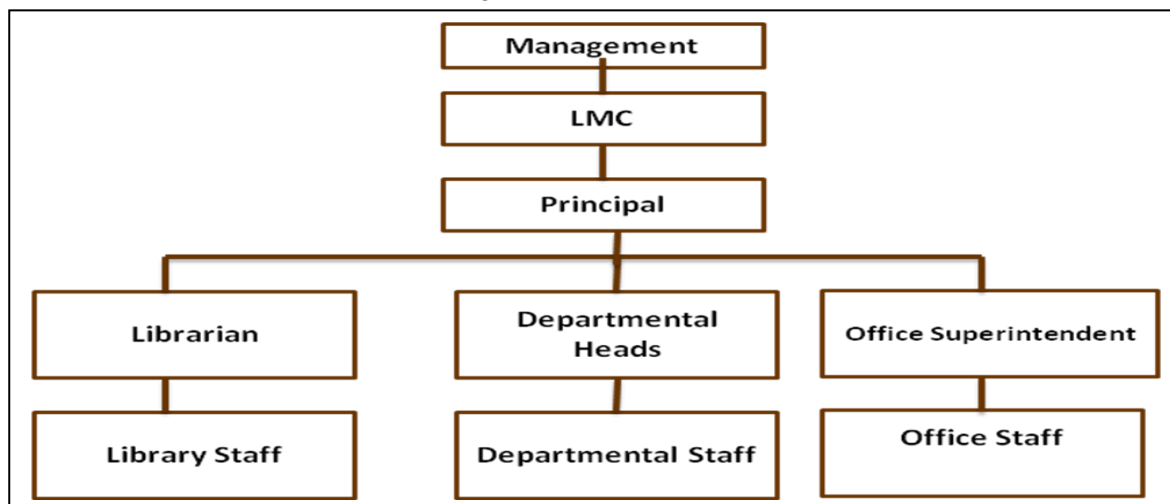 Management
LMC
Principal
Librarian
Departmental
Heads
Office Superintendent
Library Staff
Departmental Staff
Office Staff